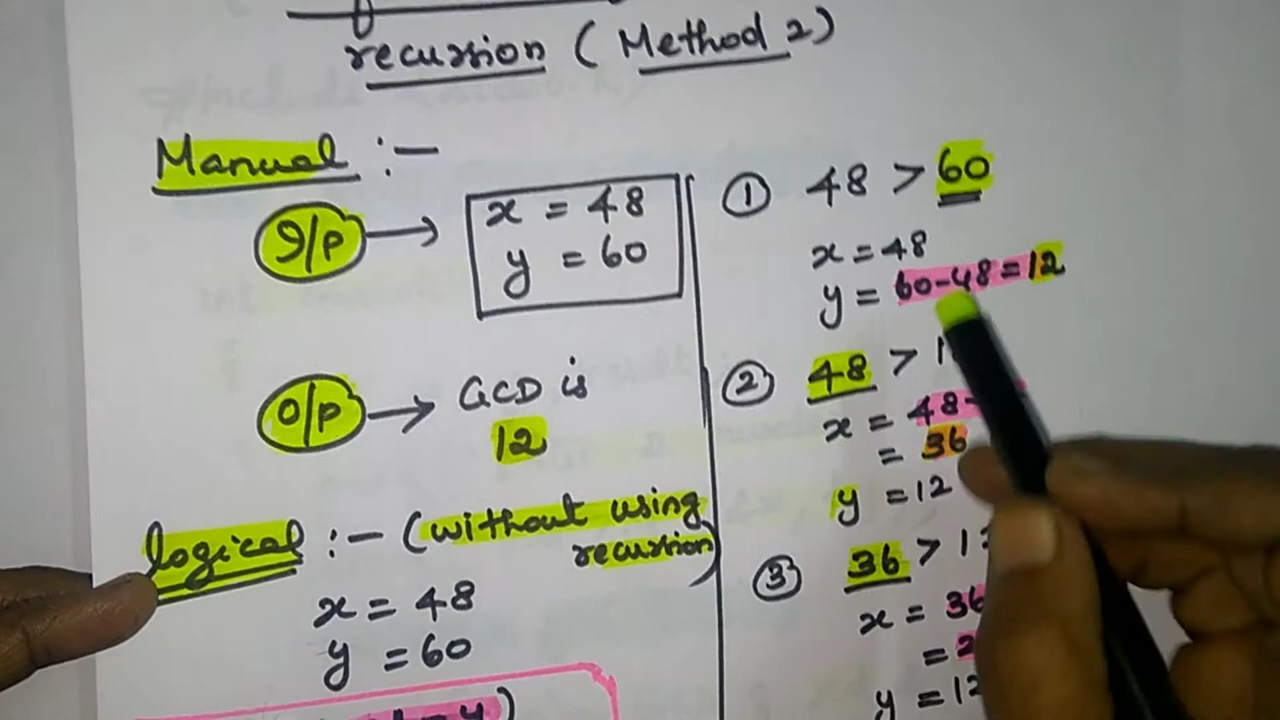 recursion (Method 2)
Manual :-
I/P → x = 48
y = 60
O/P → GCD is
12
logical :- (without using
recursion)
x = 48
y = 60
① 48 > 60
x = 48
y = 60-48=12
② 48 >
x = 48-
= 36
y = 12
③ 36 >
x = 36
=
y = 12